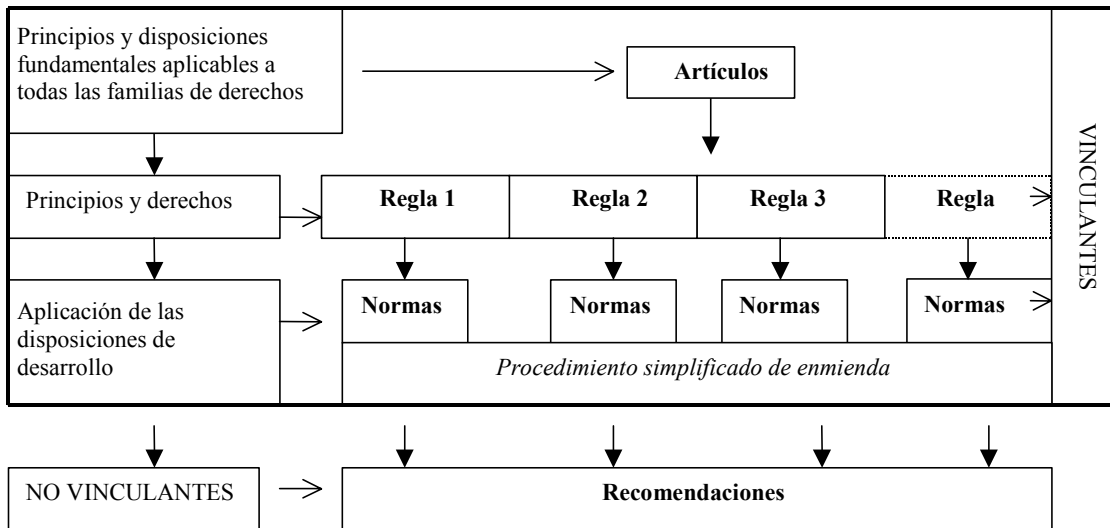 Principios y disposiciones
fundamentales aplicables a
todas las familias de derechos
Artículos
VINCULANTES
Principios y derechos
Regla 1
Regla 2
Regla 3
Regla
Aplicación de las
disposiciones de
desarrollo
Normas
Normas
Normas
Normas
Procedimiento simplificado de enmienda
NO VINCULANTES
Recomendaciones